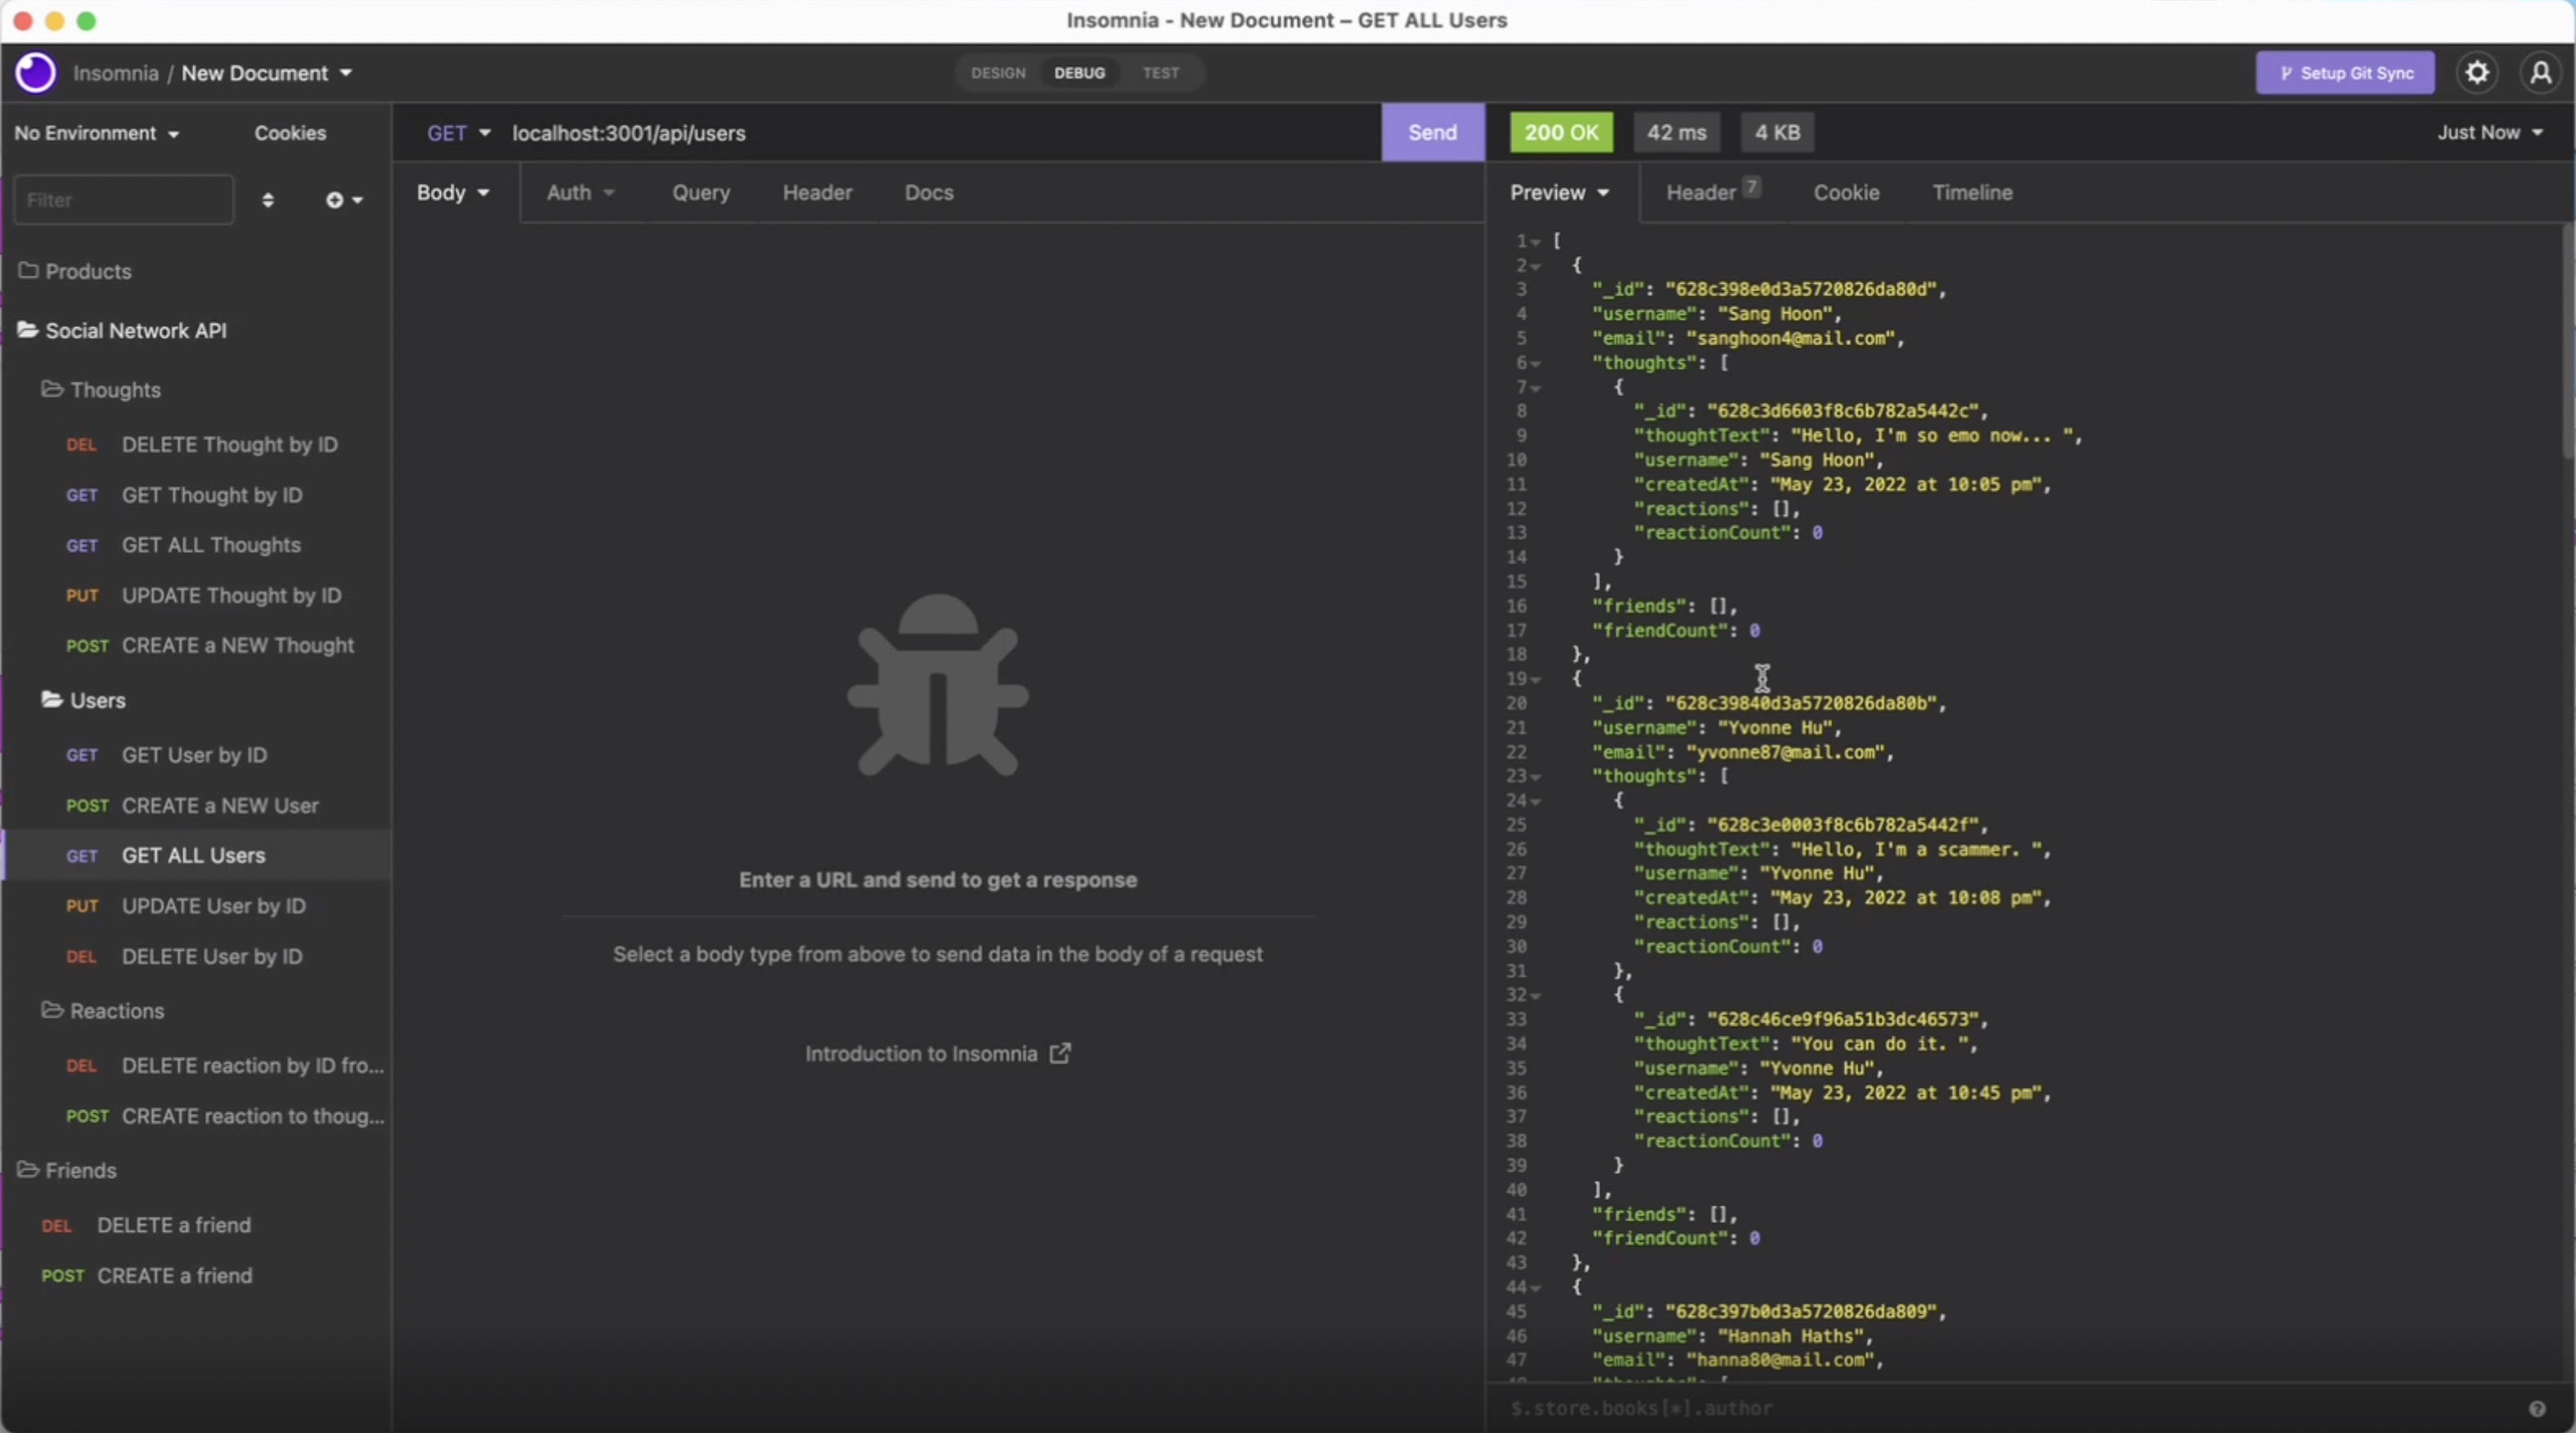 Insomnia - New Document – GET ALL Users
Insomnia / New Document
DESIGN DEBUG TEST
Setup Git Sync
No Environment Cookies
Filter
Products
Social Network API
Thoughts
DEL DELETE Thought by ID
GET GET Thought by ID
GET GET ALL Thoughts
PUT UPDATE Thought by ID
POST CREATE a NEW Thought
Users
GET GET User by ID
POST CREATE a NEW User
GET GET ALL Users
PUT UPDATE User by ID
DEL DELETE User by ID
Reactions
DEL DELETE reaction by ID fro...
POST CREATE reaction to thoug...
Friends
DEL DELETE a friend
POST CREATE a friend
GET localhost:3001/api/users Send
Body Auth Query Header Docs
Enter a URL and send to get a response
Select a body type from above to send data in the body of a request
Introduction to Insomnia
200 OK 42 ms 4 KB Just Now
Preview Header 7 Cookie Timeline
1 [
2 {
3 "_id": "628c398e0d3a5720826da80d",
4 "username": "Sang Hoon",
5 "email": "sanghoon4@mail.com",
6 "thoughts": [
7 {
8 "_id": "628c3d6603f8c6b782a5442c",
9 "thoughtText": "Hello, I'm so emo now... ",
10 "username": "Sang Hoon",
11 "createdAt": "May 23, 2022 at 10:05 pm",
12 "reactions": [],
13 "reactionCount": 0
14 }
15 ],
16 "friends": [],
17 "friendCount": 0
18 },
19 {
20 "_id": "628c39840d3a5720826da80b",
21 "username": "Yvonne Hu",
22 "email": "yvonne87@mail.com",
23 "thoughts": [
24 {
25 "_id": "628c3e0003f8c6b782a5442f",
26 "thoughtText": "Hello, I'm a scammer. ",
27 "username": "Yvonne Hu",
28 "createdAt": "May 23, 2022 at 10:08 pm",
29 "reactions": [],
30 "reactionCount": 0
31 },
32 {
33 "_id": "628c46ce9f96a51b3dc46573",
34 "thoughtText": "You can do it. ",
35 "username": "Yvonne Hu",
36 "createdAt": "May 23, 2022 at 10:45 pm",
37 "reactions": [],
38 "reactionCount": 0
39 }
40 ],
41 "friends": [],
42 "friendCount": 0
43 },
44 {
45 "_id": "628c397b0d3a5720826da809",
46 "username": "Hannah Haths",
47 "email": "hanna80@mail.com",
$.store.books[*].author